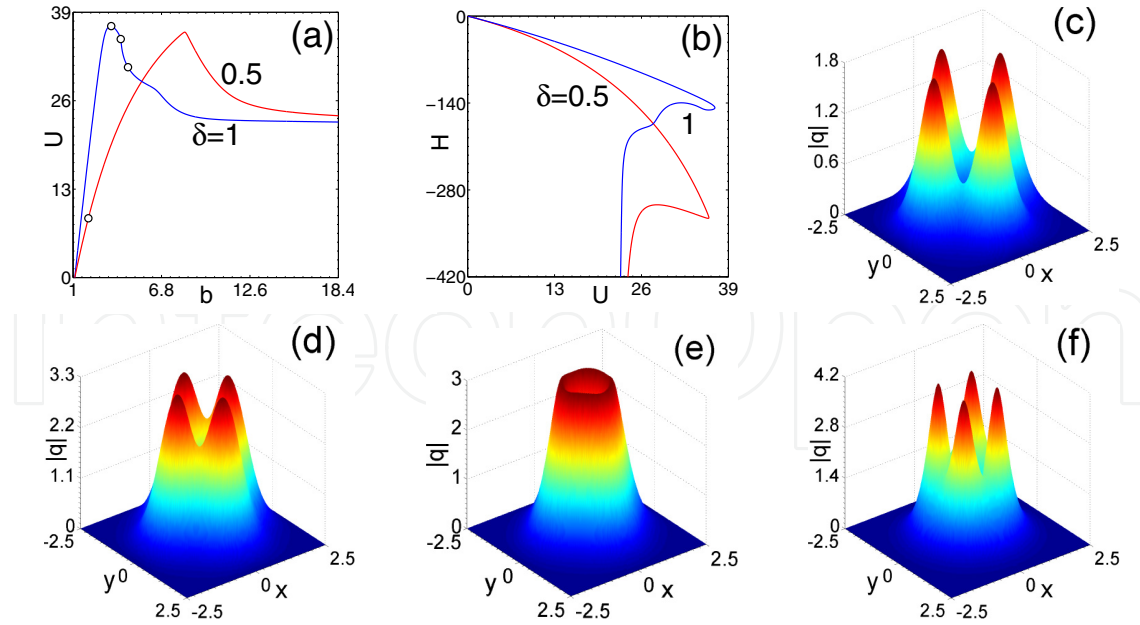 (a)
39
26
13
0
U
1
6.8
b
12.6
18.4
0.5
δ=1
(b)
0
−140
−280
−420
H
0
13
U
26
39
δ=0.5
1
(c)
1.8
1.2
0.6
0
|q|
-2.5
y 0
2.5
-2.5
0 x
2.5
(d)
3.3
2.2
1.1
0
|q|
-2.5
y 0
2.5
-2.5
0 x
2.5
(e)
3
2
1
0
|q|
-2.5
y 0
2.5
-2.5
0 x
2.5
(f)
4.2
2.8
1.4
0
|q|
-2.5
y 0
2.5
-2.5
0 x
2.5